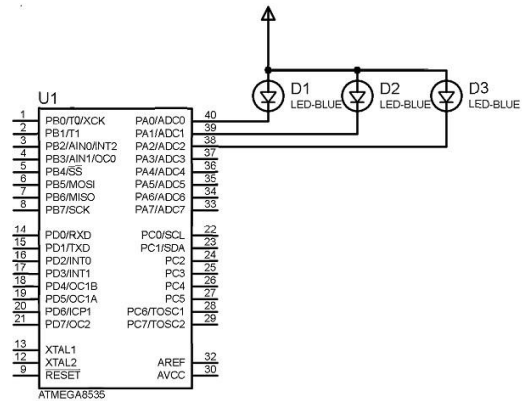 D1
D2
D3
LED-BLUE
LED-BLUE
LED-BLUE
U1
1 PB0/T0/XCK PA0/ADC0 40
2 PB1/T1 PA1/ADC1 39
3 PB2/AIN0/INT2 PA2/ADC2 38
4 PB3/AIN1/OC0 PA3/ADC3 37
5 PB4/SS PA4/ADC4 36
6 PB5/MOSI PA5/ADC5 35
7 PB6/MISO PA6/ADC6 34
8 PB7/SCK PA7/ADC7 33
14 PD0/RXD PC0/SCL 22
15 PD1/TXD PC1/SDA 23
16 PD2/INT0 PC2 24
17 PD3/INT1 PC3 25
18 PD4/OC1B PC4 26
19 PD5/OC1A PC5 27
20 PD6/ICP1 PC6/TOSC1 28
21 PD7/OC2 PC7/TOSC2 29
13 XTAL1
12 XTAL2 AREF 32
9 RESET AVCC 30
ATMEGA8535